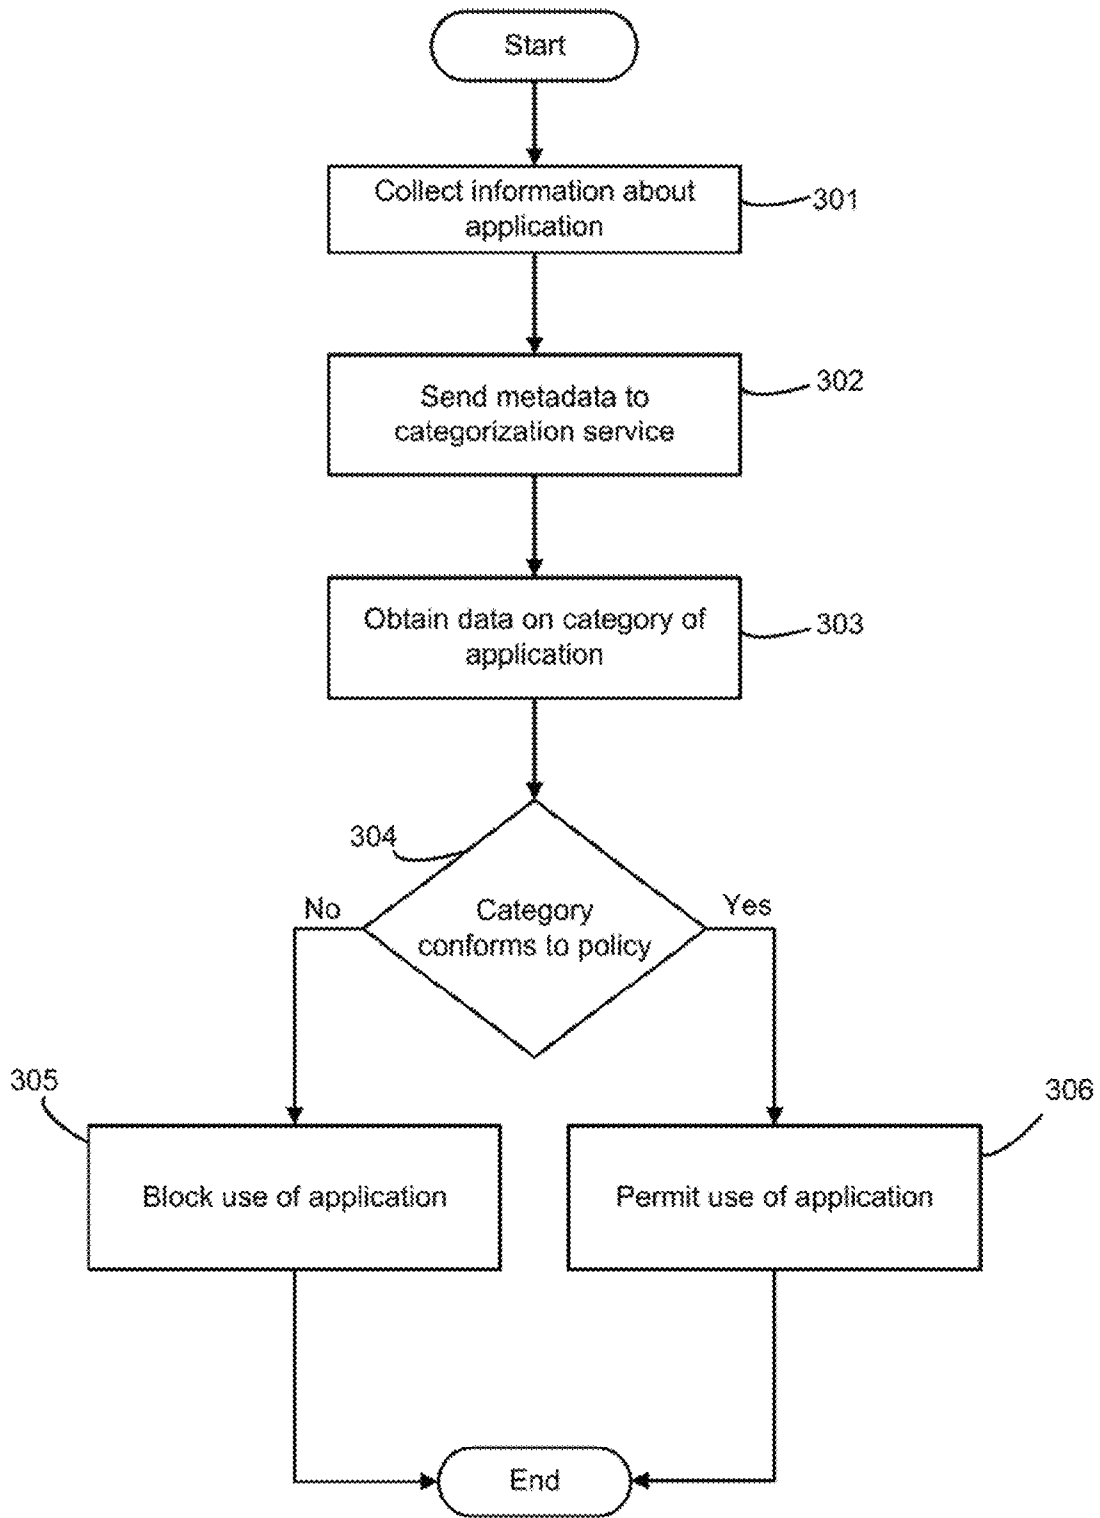 Start
Collect information about
application
301
Send metadata to
categorization service
302
Obtain data on category of
application
303
304
No
Category
conforms to policy
Yes
305
Block use of application
306
Permit use of application
End